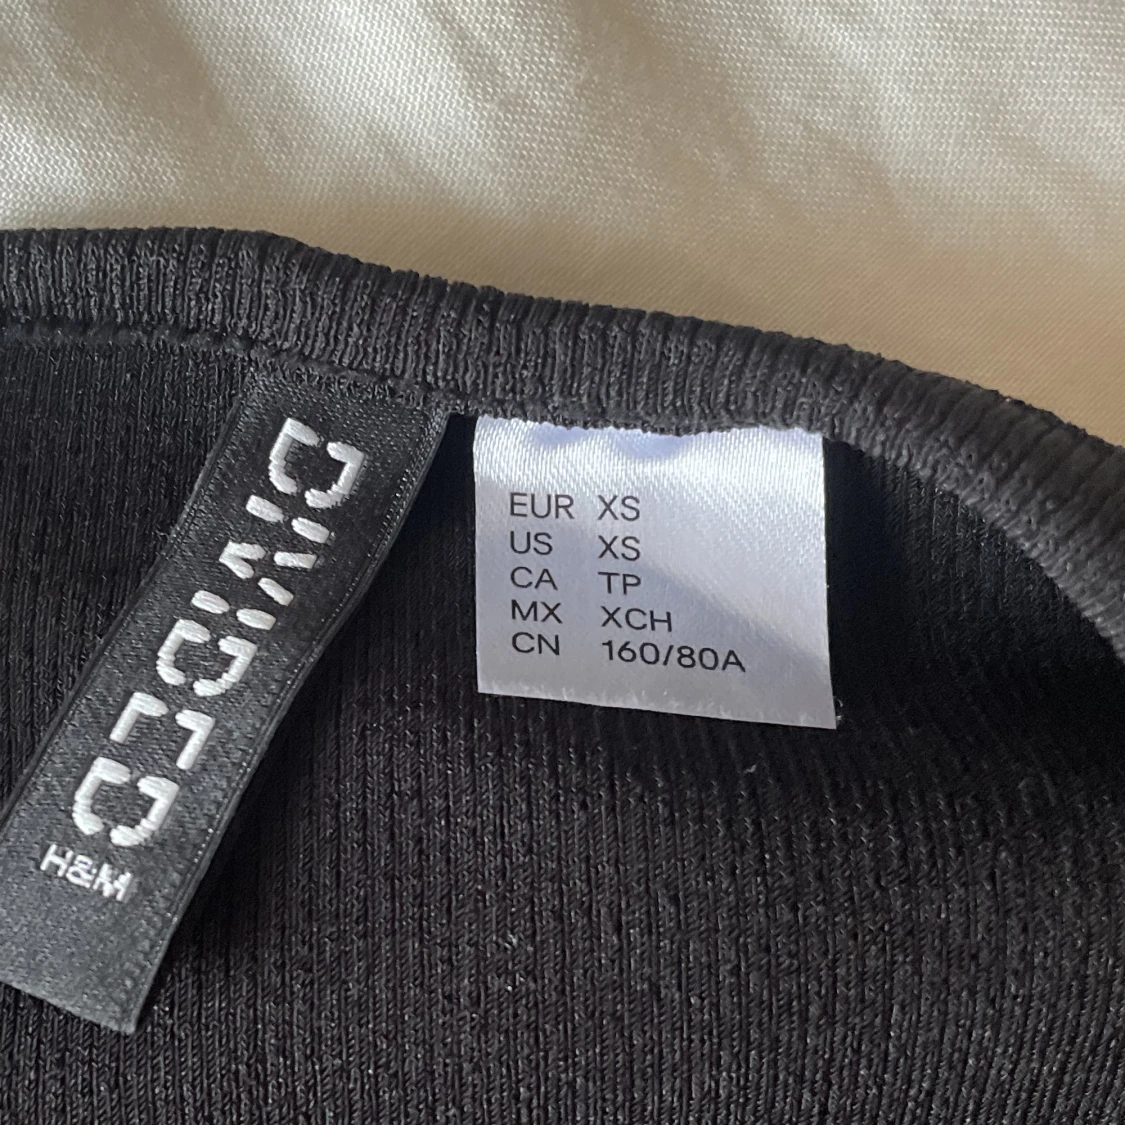 DIVIDED
H&M
EUR XS
US XS
CA TP
MX XCH
CN 160/80A